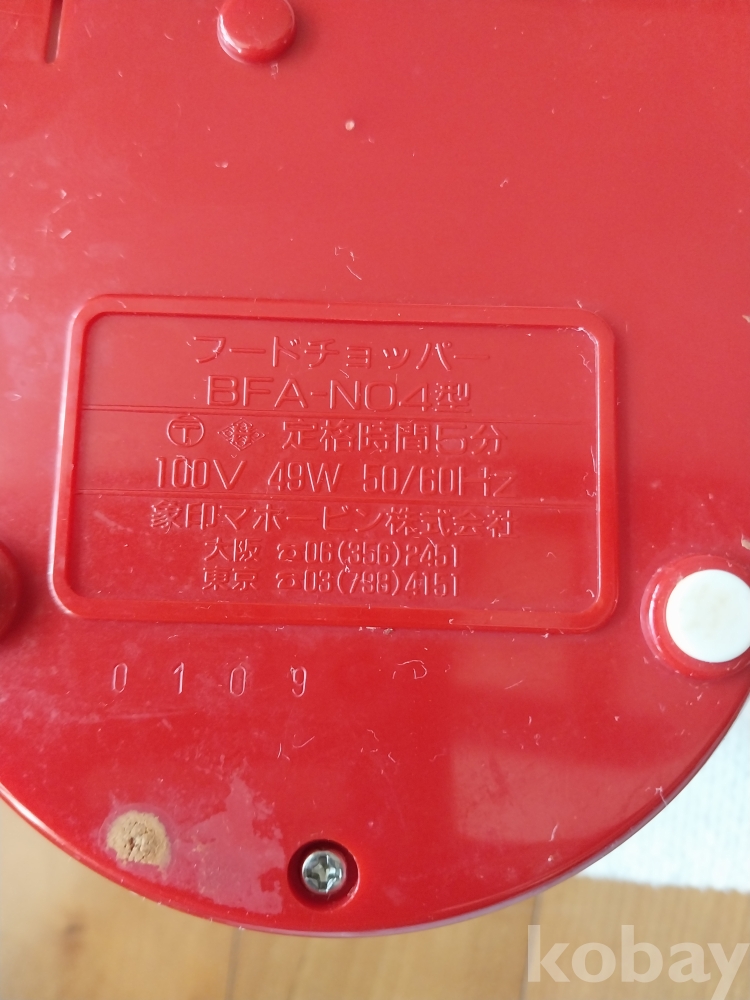 フードチョッパー
BFA-NO4型
〒 定格時間5分
100V 49W 50/60Hz
象印マホービン株式会社
大阪 ☎06(356)2451
東京 ☎03(798)4151
0109
kobay